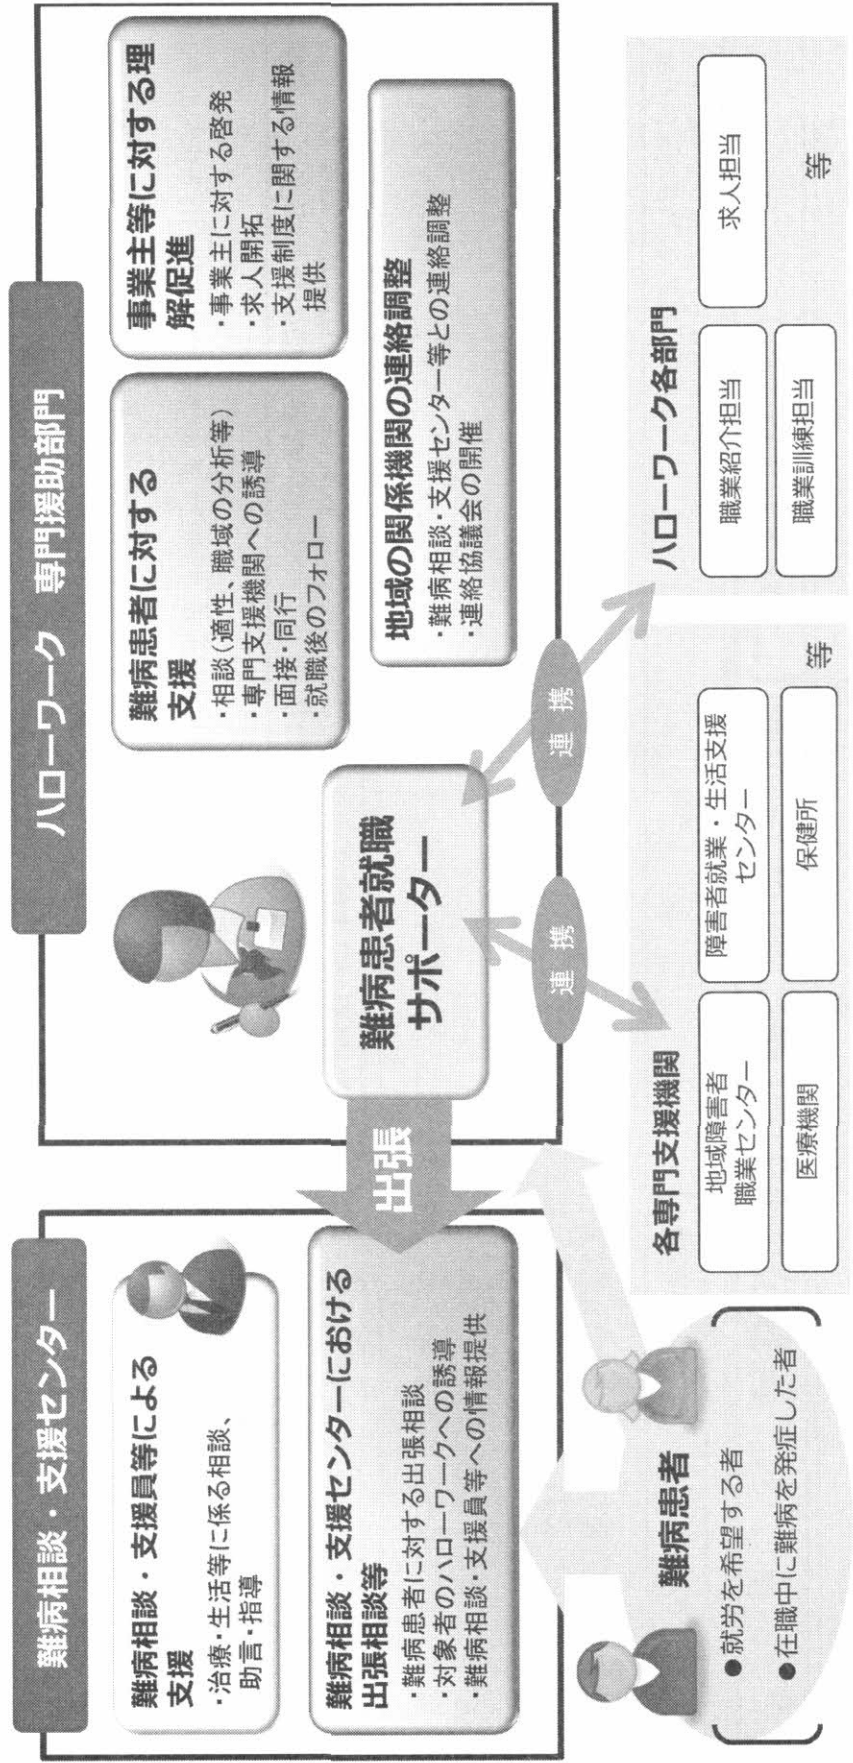 難病相談・支援センター
難病相談・支援員等による
支援
・治療・生活等に係る相談、
助言・指導
難病相談・支援センターにおける
出張相談等
・難病患者に対する出張相談
・対象者のハローワークへの誘導
・難病相談・支援員等への情報提供
出張
ハローワーク　専門援助部門
難病患者就職
サポーター
難病患者に対する
支援
・相談（適性、職域の分析等）
・専門支援機関への誘導
・面接・同行
・就職後のフォロー
事業主等に対する理
解促進
・事業主に対する啓発
・求人開拓
・支援制度に関する情報
提供
地域の関係機関の連絡調整
・難病相談・支援センター等との連絡調整
・連絡協議会の開催
連携
連携
難病患者
●就労を希望する者
●在職中に難病を発症した者
各専門支援機関
地域障害者
職業センター
障害者就業・生活支援
センター
医療機関
保健所
等
ハローワーク各部門
職業紹介担当
求人担当
職業訓練担当
等